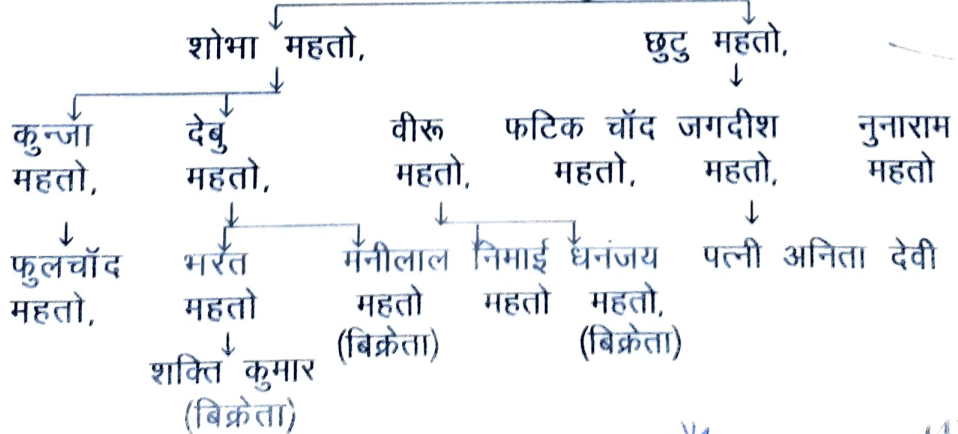 शोभा महतो, छुटु महतो,
कुन्जा देबु वीरू फटिक चॉद जगदीश नुनाराम
महतो, महतो, महतो, महतो, महतो, महतो
फुलचॉद भरत मनीलाल निमाई धनंजय पत्नी अनिता देवी
महतो, महतो महतो महतो महतो,
(बिक्रेता) (बिक्रेता)
शक्ति कुमार
(बिक्रेता)